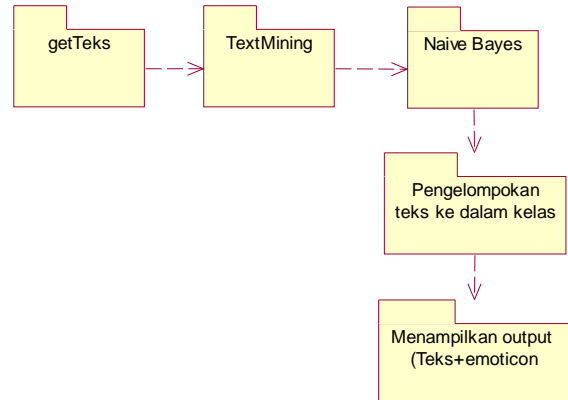 getTeks
TextMining
Naive Bayes
Pengelompokan
teks ke dalam kelas
Menampilkan output
(Teks+emoticon